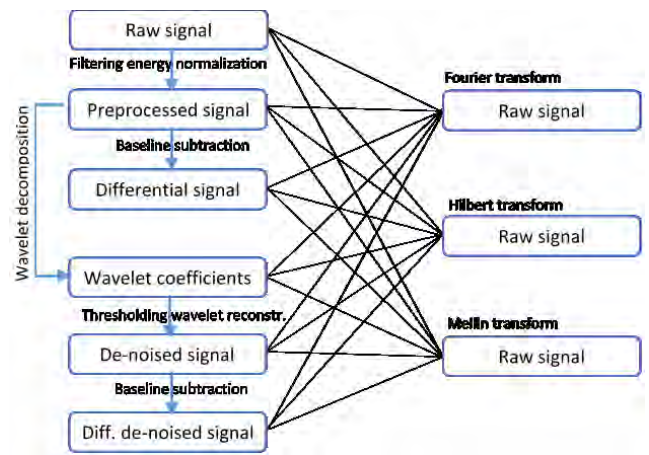 Raw signal
Filtering energy normalization
Preprocessed signal
Baseline subtraction
Differential signal
Wavelet decomposition
Wavelet coefficients
Thresholding wavelet reconstr.
De-noised signal
Baseline subtraction
Diff. de-noised signal
Fourier transform
Raw signal
Hilbert transform
Raw signal
Mellin transform
Raw signal